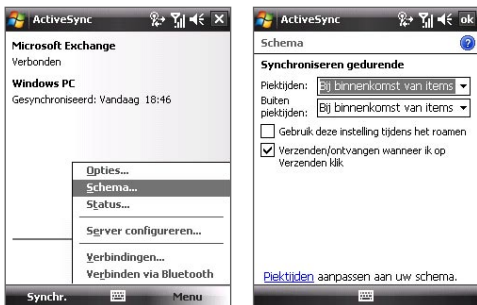 ActiveSync
Microsoft Exchange
Verbonden
Windows PC
Gesynchroniseerd: Vandaag 18:46
Opties...
Schema...
Status...
Server configureren...
Verbindingen...
Verbinden via Bluetooth
Synchr.
Menu
ActiveSync
ok
Schema
Synchroniseren gedurende
Piektijden: Bij binnenkomst van items
Buiten piektijden: Bij binnenkomst van items
Gebruik deze instelling tijdens het roamen
Verzenden/ontvangen wanneer ik op
Verzenden klik
Piektijden aanpassen aan uw schema.